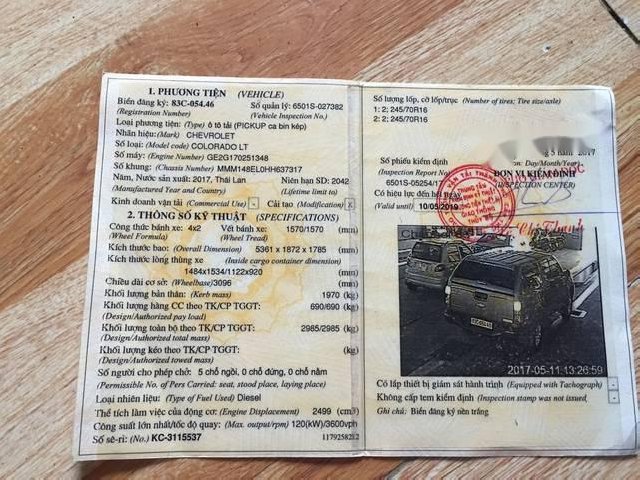 1. PHƯƠNG TIỆN (VEHICLE)
Biển đăng ký: 83C-054.46 Số quản lý: 6501S-027382
(Registration Number) (Vehicle Inspection No.)
Loại phương tiện: (Type) ô tô tải (PICKUP ca bin kép)
Nhãn hiệu: (Mark) CHEVROLET
Số loại: (Model code) COLORADO LT
Số máy: (Engine Number) GE2G170251348
Số khung: (Chassis Number) MMM148EL0HH637317
Năm, Nước sản xuất: 2017, Thái Lan Niên hạn SD: 2042
(Manufactured Year and Country) (Lifetime limit to)
Kinh doanh vận tải (Commercial Use) - Cải tạo (Modification) X
2. THÔNG SỐ KỸ THUẬT (SPECIFICATIONS)
Công thức bánh xe: 4x2 Vết bánh xe: 1570/1570 (mm)
(Wheel Formula) (Wheel Tread)
Kích thước bao: (Overall Dimension) 5361 x 1872 x 1785 (mm)
Kích thước lòng thùng xe (Inside cargo container dimension)
1484x1534/1122x920 (mm)
Chiều dài cơ sở: (Wheelbase) 3096 (mm)
Khối lượng bản thân: (Kerb mass) 1970 (kg)
Khối lượng hàng CC theo TK/CP TGGT: 690/690 (kg)
(Design/Authorized pay load)
Khối lượng toàn bộ theo TK/CP TGGT: 2985/2985 (kg)
(Design/Authorized total mass)
Khối lượng kéo theo TK/CP TGGT: (kg)
(Design/Authorized towed mass)
Số người cho phép chở: 5 chỗ ngồi, 0 chỗ đứng, 0 chỗ nằm
(Permissible No. of Pers Carried: seat, stood place, laying place)
Loại nhiên liệu: (Type of Fuel Used) Diesel
Thể tích làm việc của động cơ: (Engine Displacement) 2499 (cm3)
Công suất lớn nhất/tốc độ quay: (Max. output/rpm) 120(kW)/3600vph
Số sê-ri: (No.) KC-3115537 1179258212
Số lượng lốp, cỡ lốp/trục (Number of tires; Tire size/axle)
1: 2; 245/70R16
2: 2; 245/70R16
2017
Day/Month/Year)
Số phiếu kiểm định ĐƠN VỊ KIỂM ĐỊNH
(Inspection Report No) (INSPECTION CENTER)
6501S-05254/1
Có hiệu lực đến hết ngày
(Valid until) 10/05/2019
TRUNG TÂM
GIAO THÔNG
2017-05-11 13:26:59
Có lắp thiết bị giám sát hành trình (Equipped with Tachograph) -
Không cấp tem kiểm định (Inspection stamp was not issued) -
Ghi chú: Biển đăng ký nền trắng